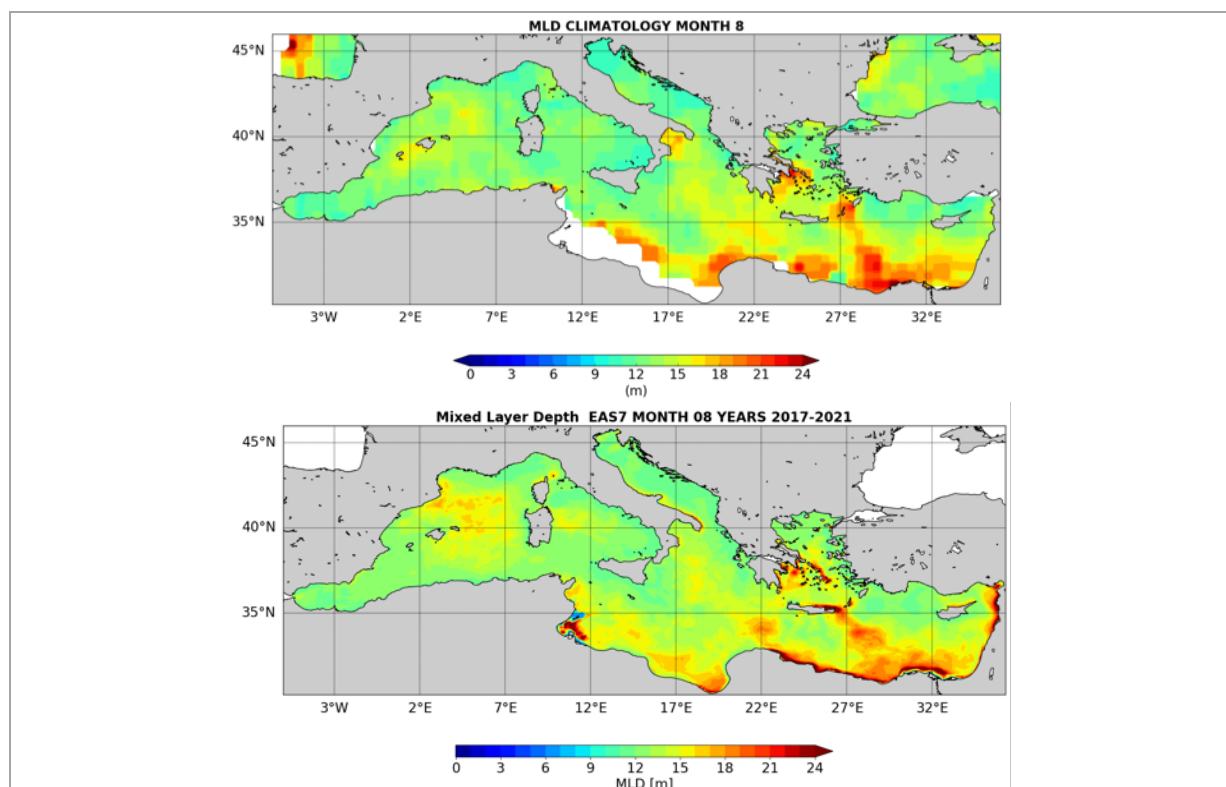 MLD CLIMATOLOGY MONTH 8
45°N
40°N
35°N
3°W 2°E 7°E 12°E 17°E 22°E 27°E 32°E
0 3 6 9 12 15 18 21 24
(m)
Mixed Layer Depth EAS7 MONTH 08 YEARS 2017-2021
45°N
40°N
35°N
3°W 2°E 7°E 12°E 17°E 22°E 27°E 32°E
0 3 6 9 12 15 18 21 24
MLD [m]